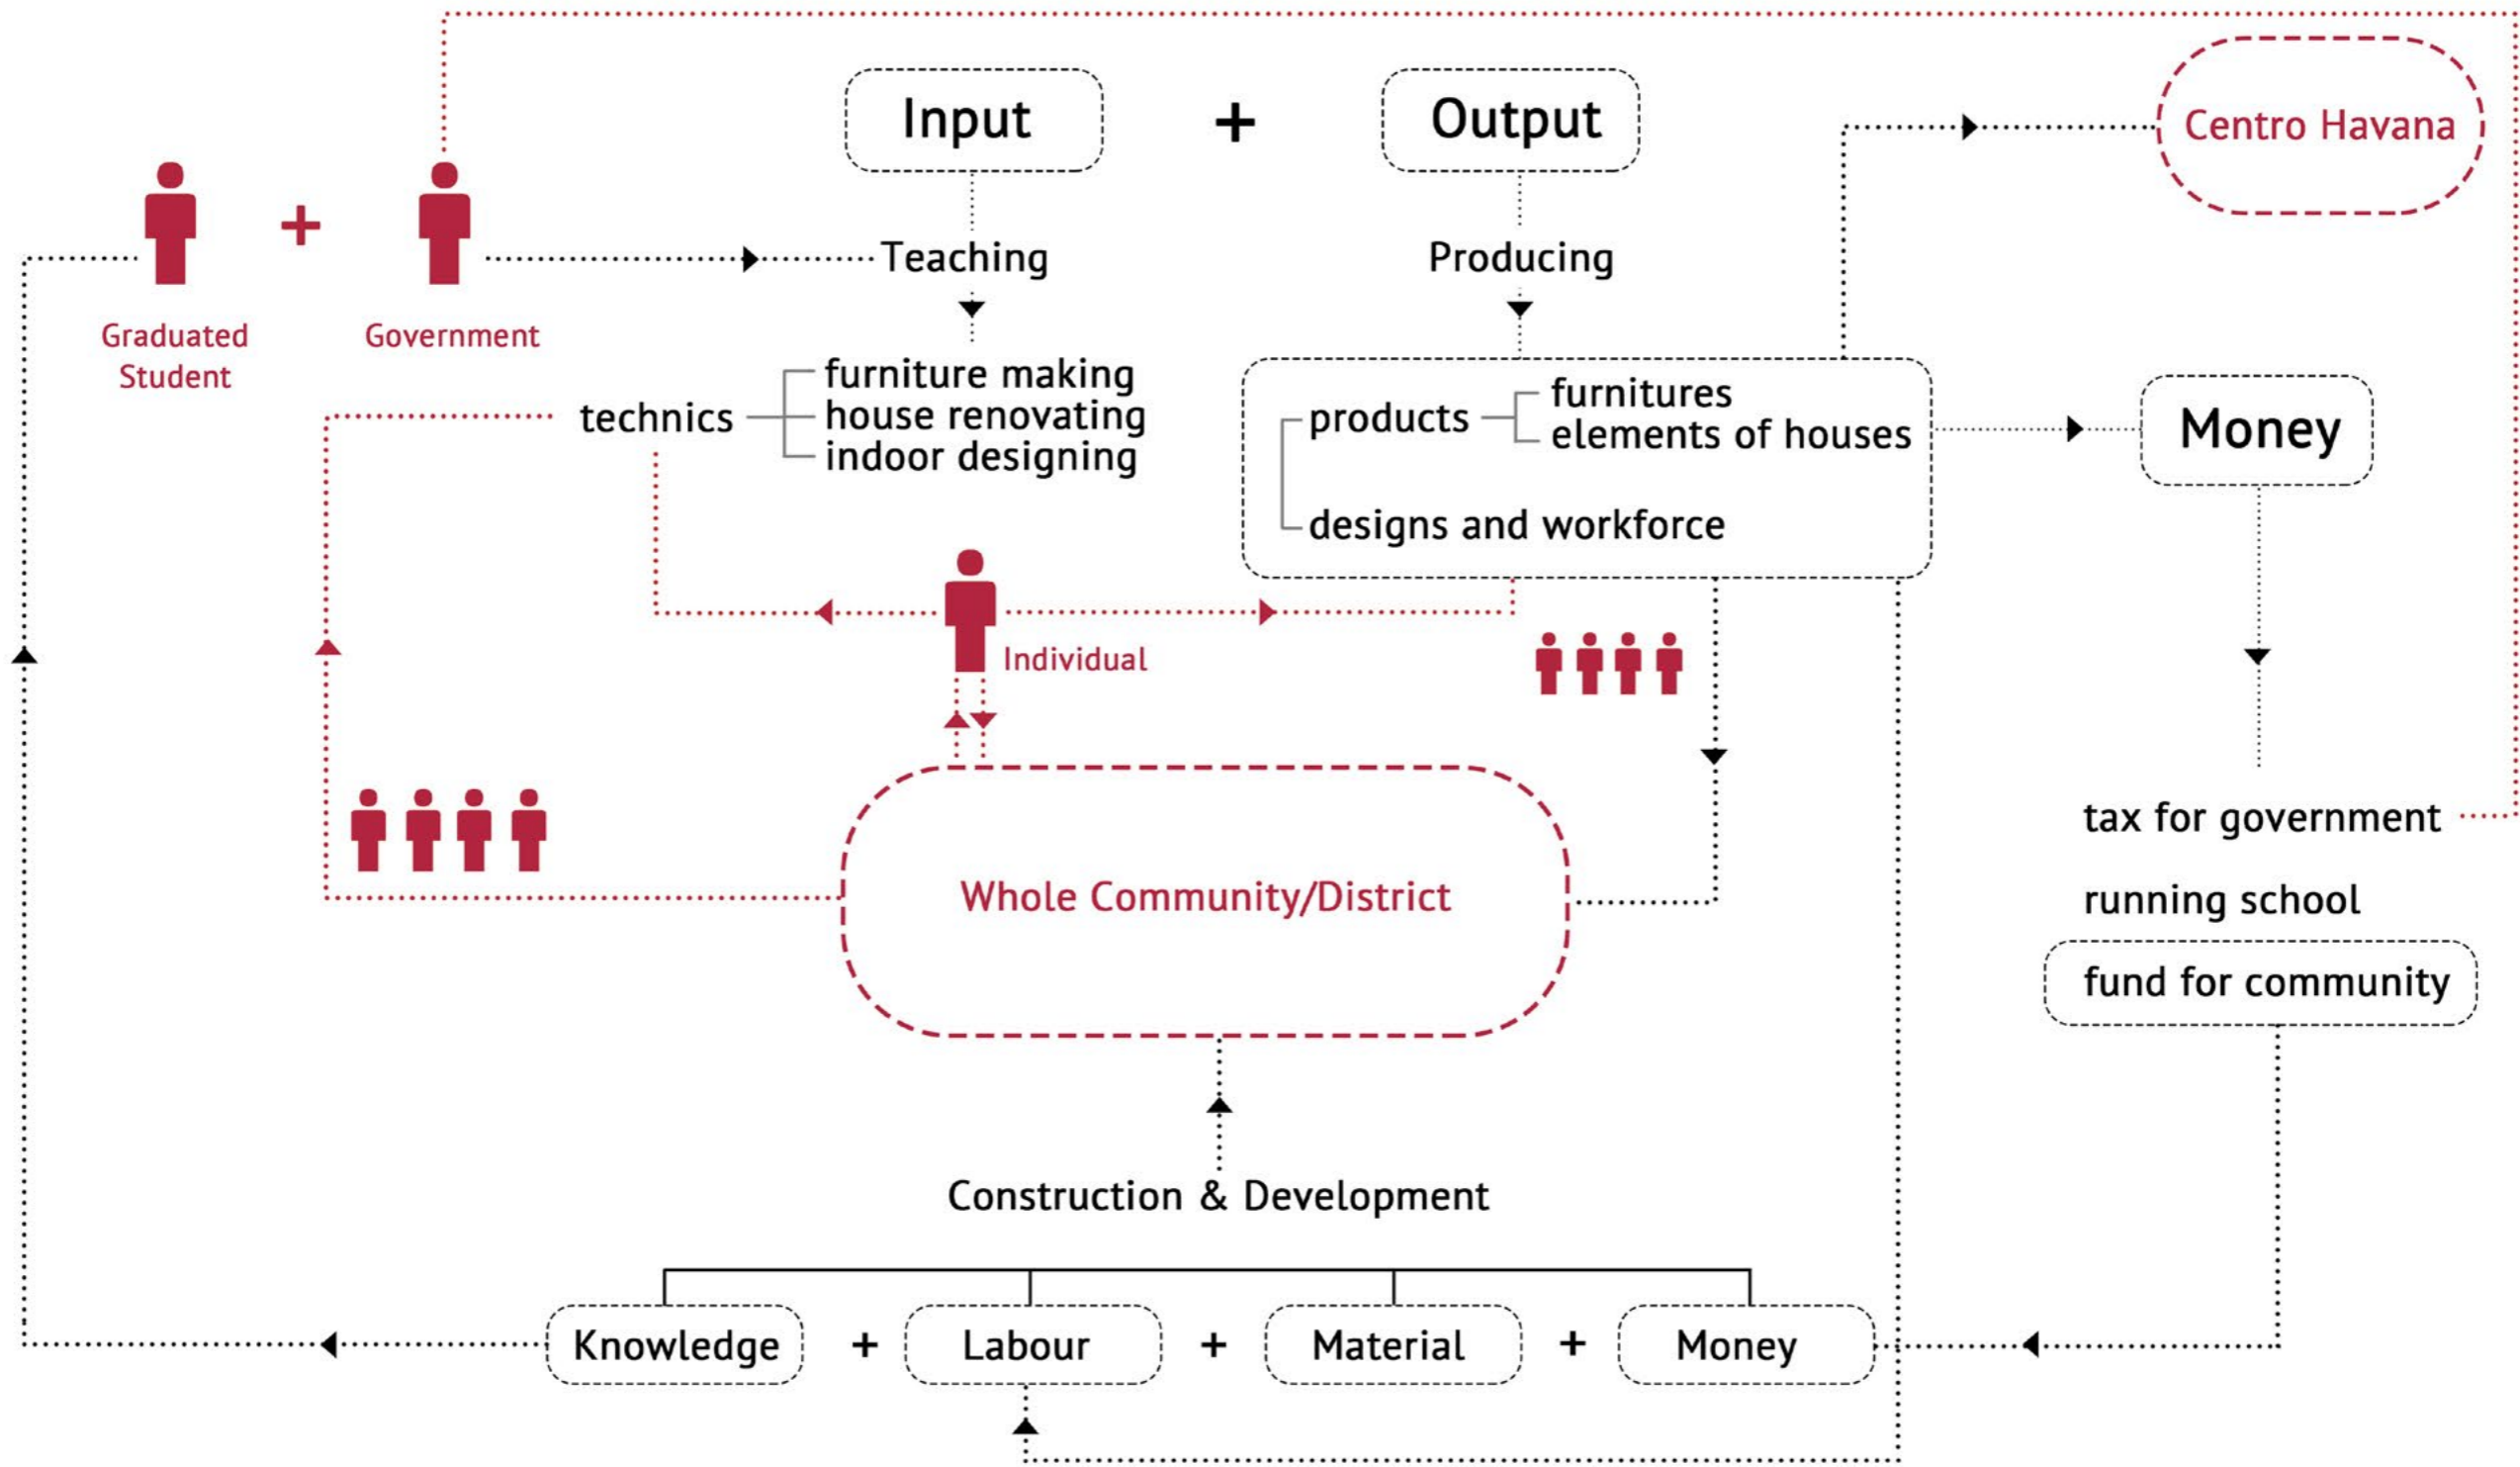 Input
+
Output
Centro Havana
+
Teaching
Producing
Graduated
Student
Government
technics
furniture making
house renovating
indoor designing
products
furnitures
elements of houses
designs and workforce
Money
Individual
tax for government
running school
fund for community
Whole Community/District
Construction & Development
Knowledge + Labour + Material + Money